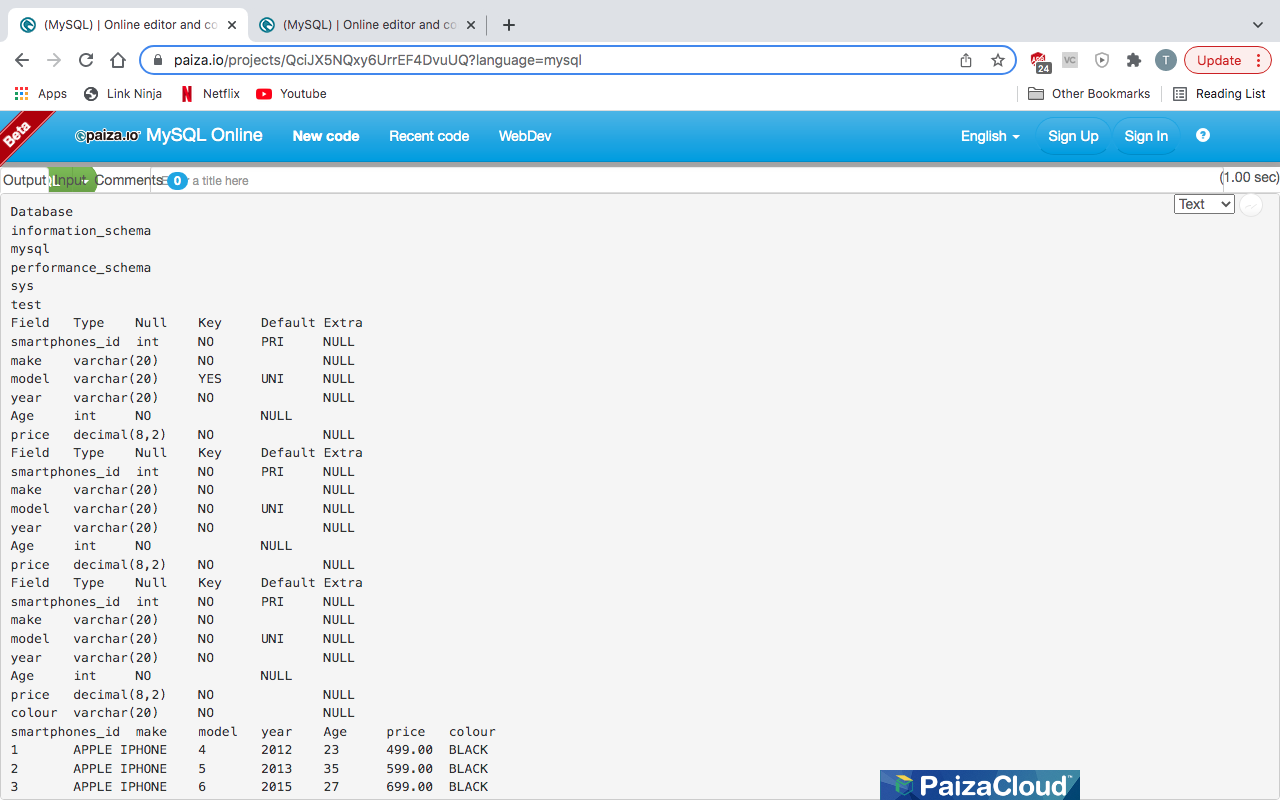 (MySQL) | Online editor and co
(MySQL) | Online editor and co
paiza.io/projects/QciJX5NQxy6UrrEF4DvuUQ?language=mysql
24
VC
T
Update
Apps
Link Ninja
Netflix
Youtube
Other Bookmarks
Reading List
Beta
paiza.io MySQL Online
New code
Recent code
WebDev
English
Sign Up
Sign In
?
Output Input Comments 0 a title here
(1.00 sec)
Text
Database
information_schema
mysql
performance_schema
sys
test
Field Type Null Key Default Extra
smartphones_id int NO PRI NULL
make varchar(20) NO NULL
model varchar(20) YES UNI NULL
year varchar(20) NO NULL
Age int NO NULL
price decimal(8,2) NO NULL
Field Type Null Key Default Extra
smartphones_id int NO PRI NULL
make varchar(20) NO NULL
model varchar(20) NO UNI NULL
year varchar(20) NO NULL
Age int NO NULL
price decimal(8,2) NO NULL
Field Type Null Key Default Extra
smartphones_id int NO PRI NULL
make varchar(20) NO NULL
model varchar(20) NO UNI NULL
year varchar(20) NO NULL
Age int NO NULL
price decimal(8,2) NO NULL
colour varchar(20) NO NULL
smartphones_id make model year Age price colour
1 APPLE IPHONE 4 2012 23 499.00 BLACK
2 APPLE IPHONE 5 2013 35 599.00 BLACK
3 APPLE IPHONE 6 2015 27 699.00 BLACK
PaizaCloud